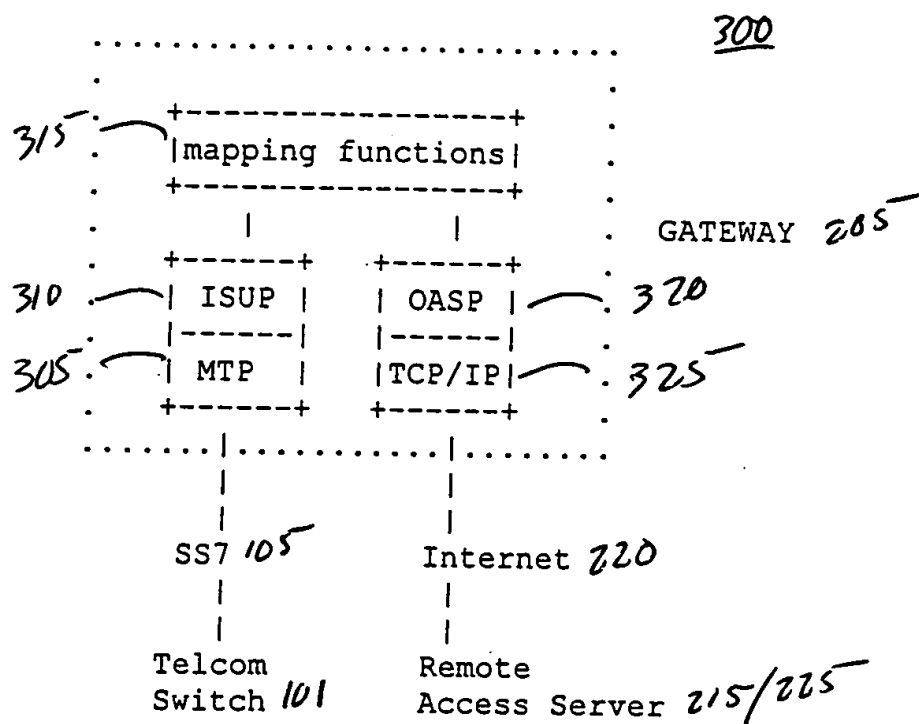 300
315
mapping functions
GATEWAY 205
310 ISUP OASP 320
305 MTP TCP/IP 325
SS7 105 Internet 220
Telcom Remote
Switch 101 Access Server 215/225